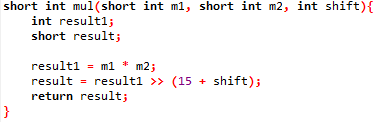 short int mul(short int m1, short int m2, int shift){
int result1;
short result;
result1 = m1 * m2;
result = result1 >> (15 + shift);
return result;
}